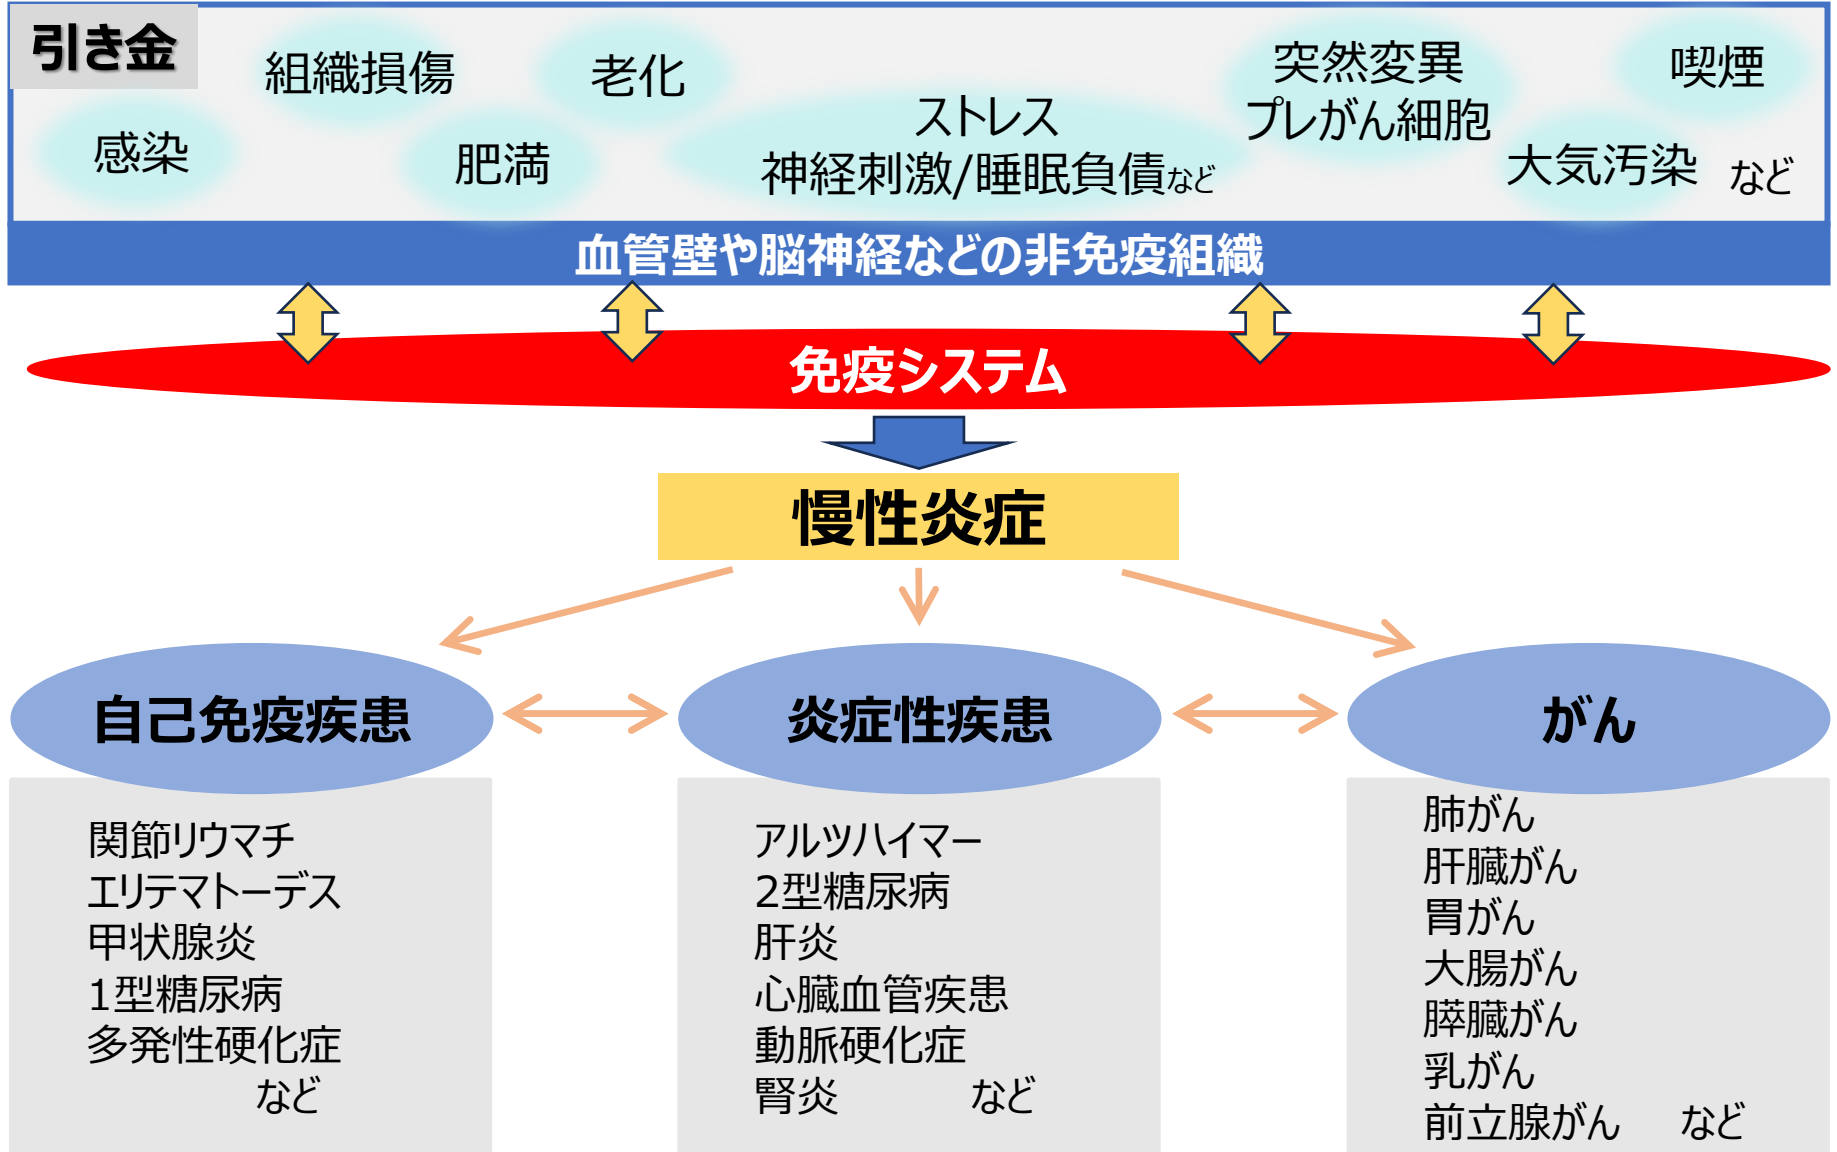 引き金
組織損傷
老化
突然変異
プレがん細胞
喫煙
感染
肥満
ストレス
神経刺激/睡眠負債など
大気汚染 など
血管壁や脳神経などの非免疫組織
免疫システム
慢性炎症
自己免疫疾患
関節リウマチ
エリテマトーデス
甲状腺炎
1型糖尿病
多発性硬化症
など
炎症性疾患
アルツハイマー
2型糖尿病
肝炎
心臓血管疾患
動脈硬化症
腎炎 など
がん
肺がん
肝臓がん
胃がん
大腸がん
膵臓がん
乳がん
前立腺がん など